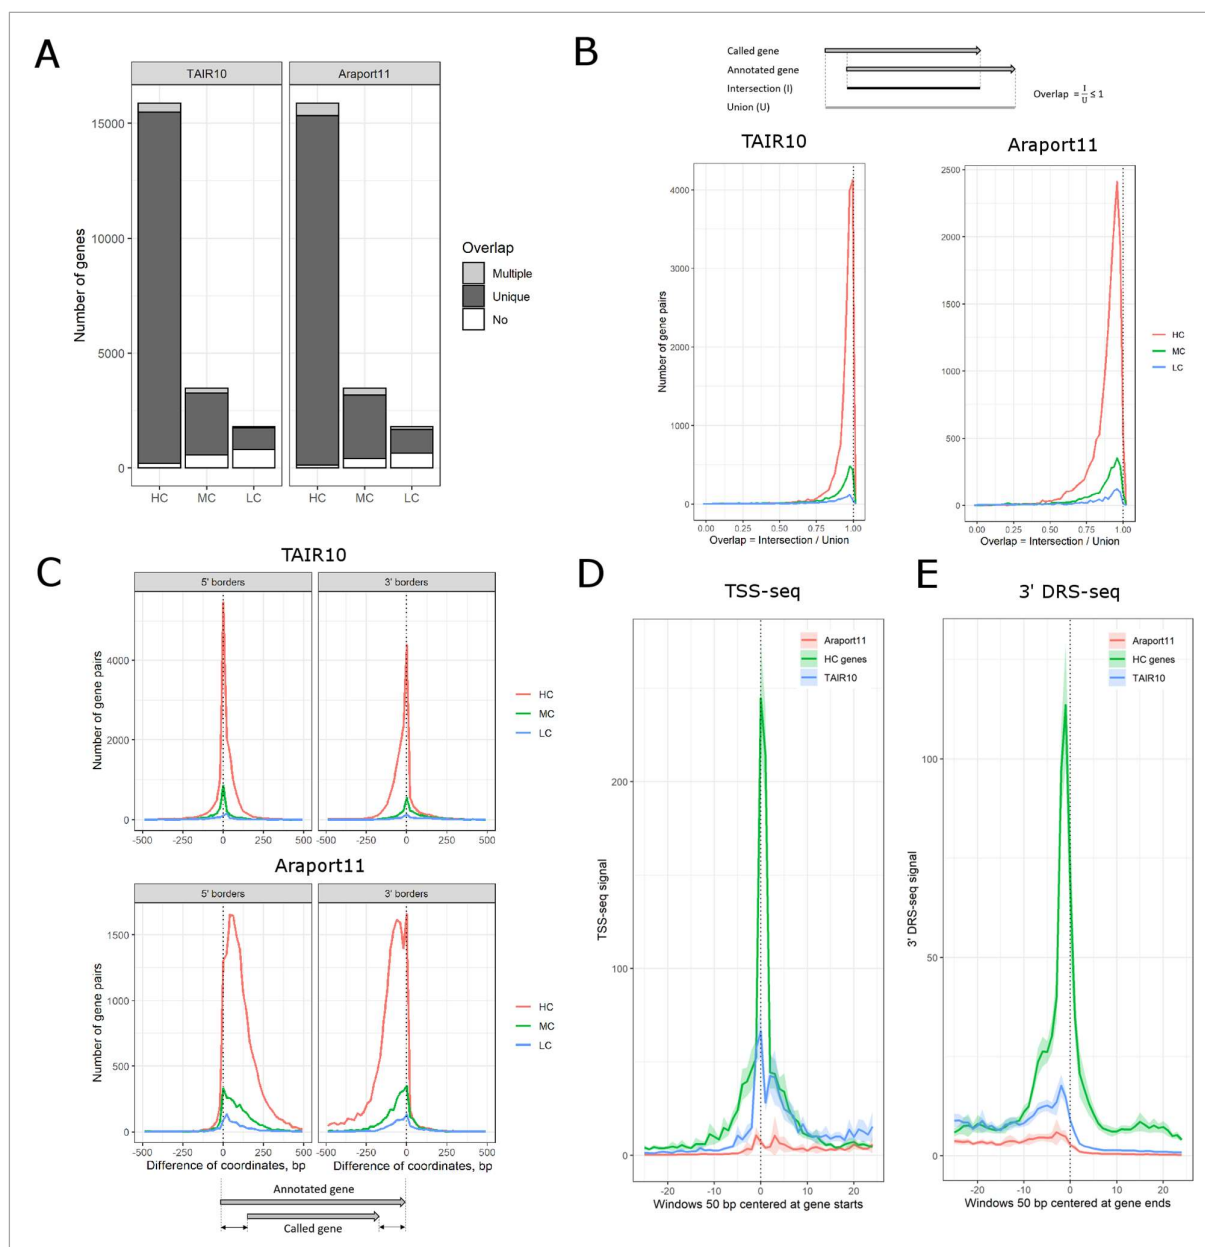 A
TAIR10
Araport11
Number of genes
15000
10000
5000
0
HC
MC
LC
HC
MC
LC
Overlap
Multiple
Unique
No
B
Called gene
Annotated gene
Intersection (I)
Union (U)
Overlap = I/U ≤ 1
TAIR10
Number of gene pairs
4000
3000
2000
1000
0
0.00
0.25
0.50
0.75
1.00
Overlap = Intersection / Union
Araport11
2500
2000
1500
1000
500
0
0.00
0.25
0.50
0.75
1.00
Overlap = Intersection / Union
HC
MC
LC
C
TAIR10
5' borders
3' borders
Number of gene pairs
4000
2000
0
-500
-250
0
250
500
-500
-250
0
250
500
HC
MC
LC
Araport11
5' borders
3' borders
Number of gene pairs
1500
1000
500
0
-500
-250
0
250
500
-500
-250
0
250
500
Difference of coordinates, bp
Difference of coordinates, bp
HC
MC
LC
Annotated gene
Called gene
D
TSS-seq
Araport11
HC genes
TAIR10
TSS-seq signal
200
100
0
-20
-10
0
10
20
Windows 50 bp centered at gene starts
E
3' DRS-seq
Araport11
HC genes
TAIR10
3' DRS-seq signal
100
50
0
-20
-10
0
10
20
Windows 50 bp centered at gene ends